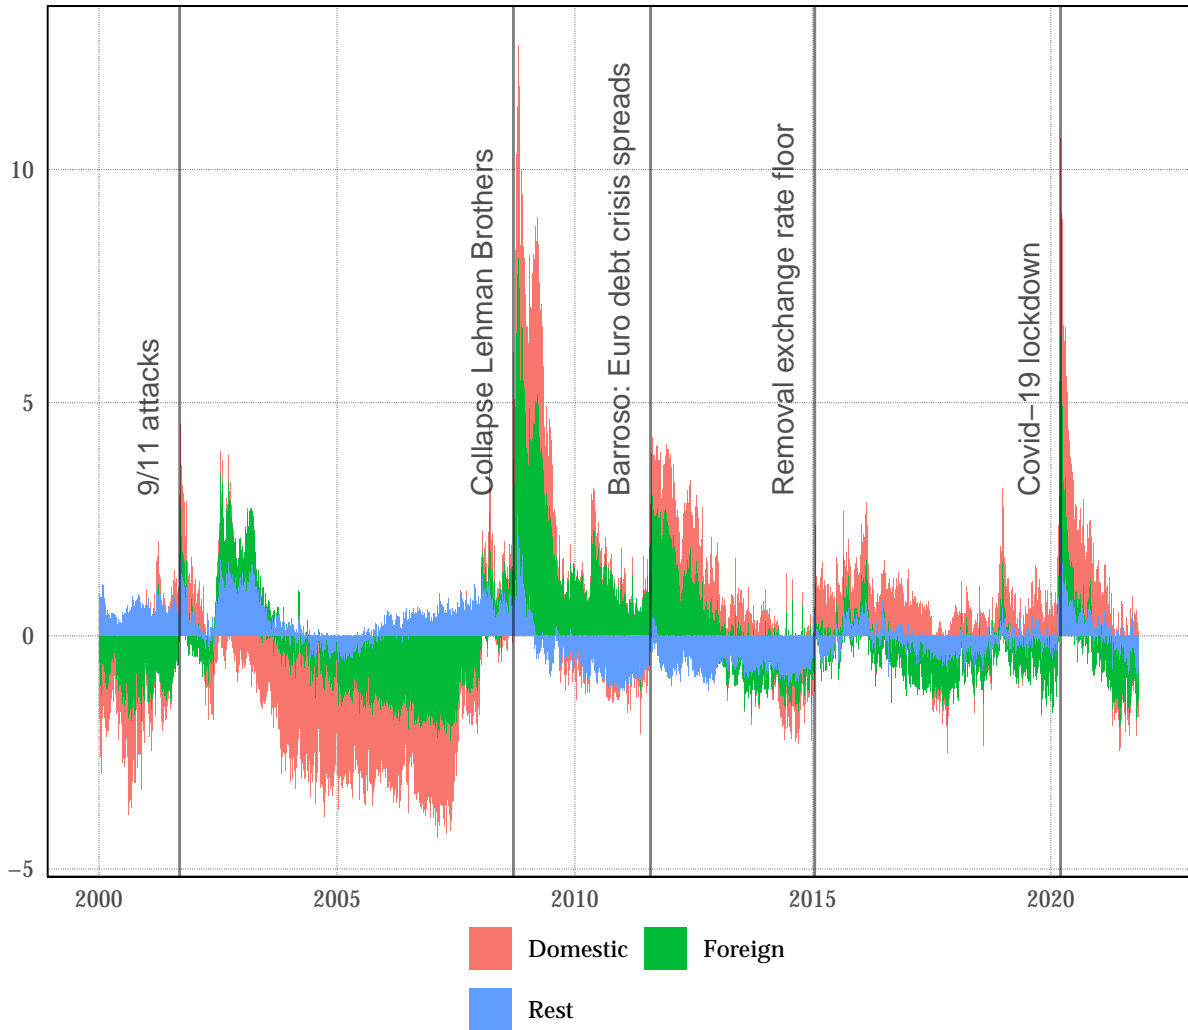 10
5
0
−5
9/11 attacks
Collapse Lehman Brothers
Barroso: Euro debt crisis spreads
Removal exchange rate floor
Covid−19 lockdown
2000 2005 2010 2015 2020
Domestic Foreign
Rest